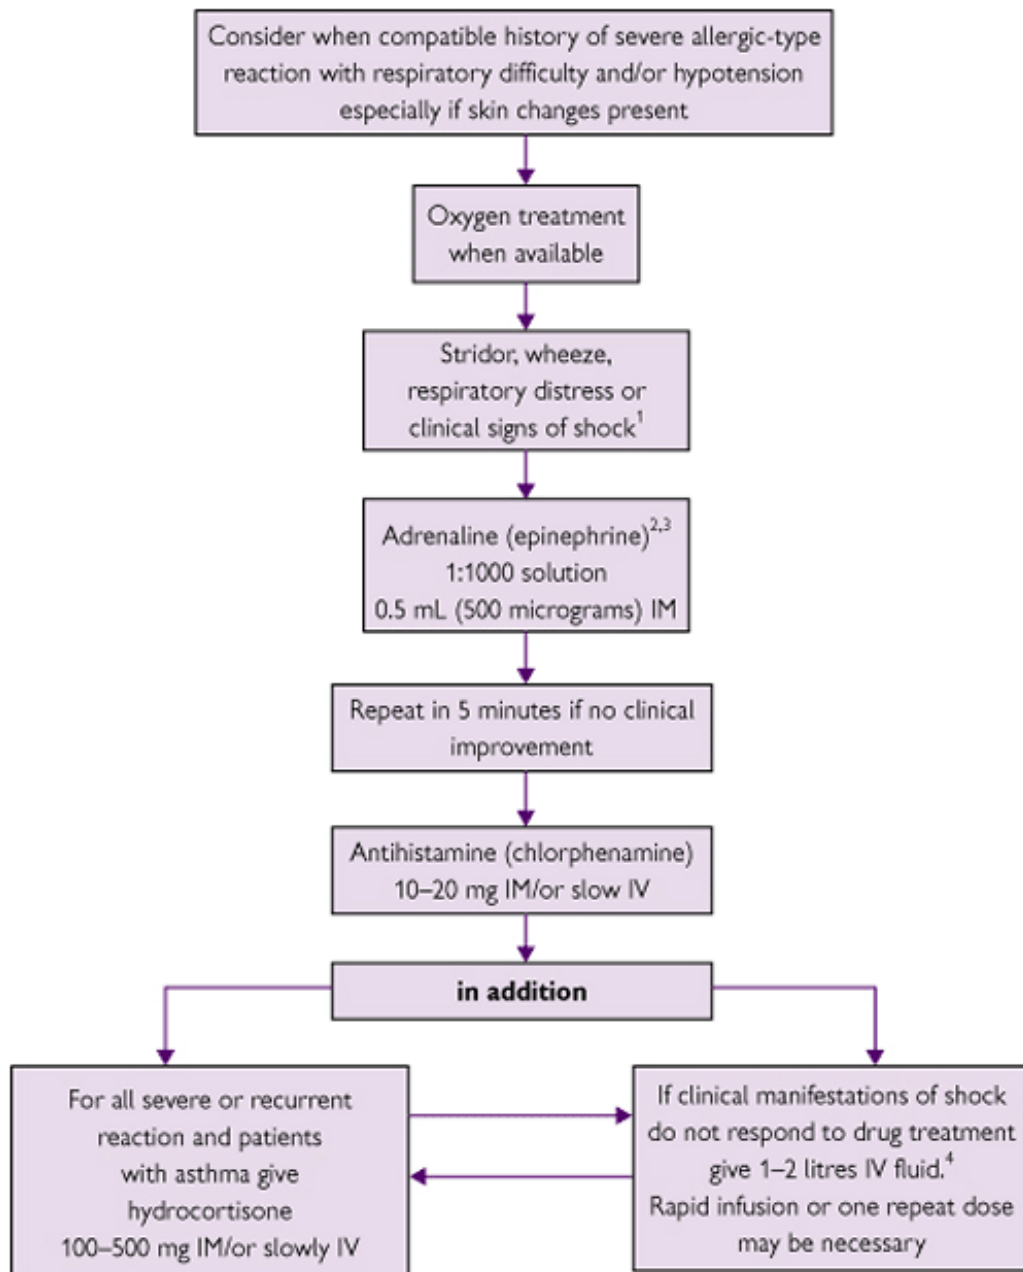 Consider when compatible history of severe allergic-type
reaction with respiratory difficulty and/or hypotension
especially if skin changes present
Oxygen treatment
when available
Stridor, wheeze,
respiratory distress or
clinical signs of shock¹
Adrenaline (epinephrine)²,³
1:1000 solution
0.5 mL (500 micrograms) IM
Repeat in 5 minutes if no clinical
improvement
Antihistamine (chlorphenamine)
10–20 mg IM/or slow IV
in addition
For all severe or recurrent
reaction and patients
with asthma give
hydrocortisone
100–500 mg IM/or slowly IV
If clinical manifestations of shock
do not respond to drug treatment
give 1–2 litres IV fluid.⁴
Rapid infusion or one repeat dose
may be necessary